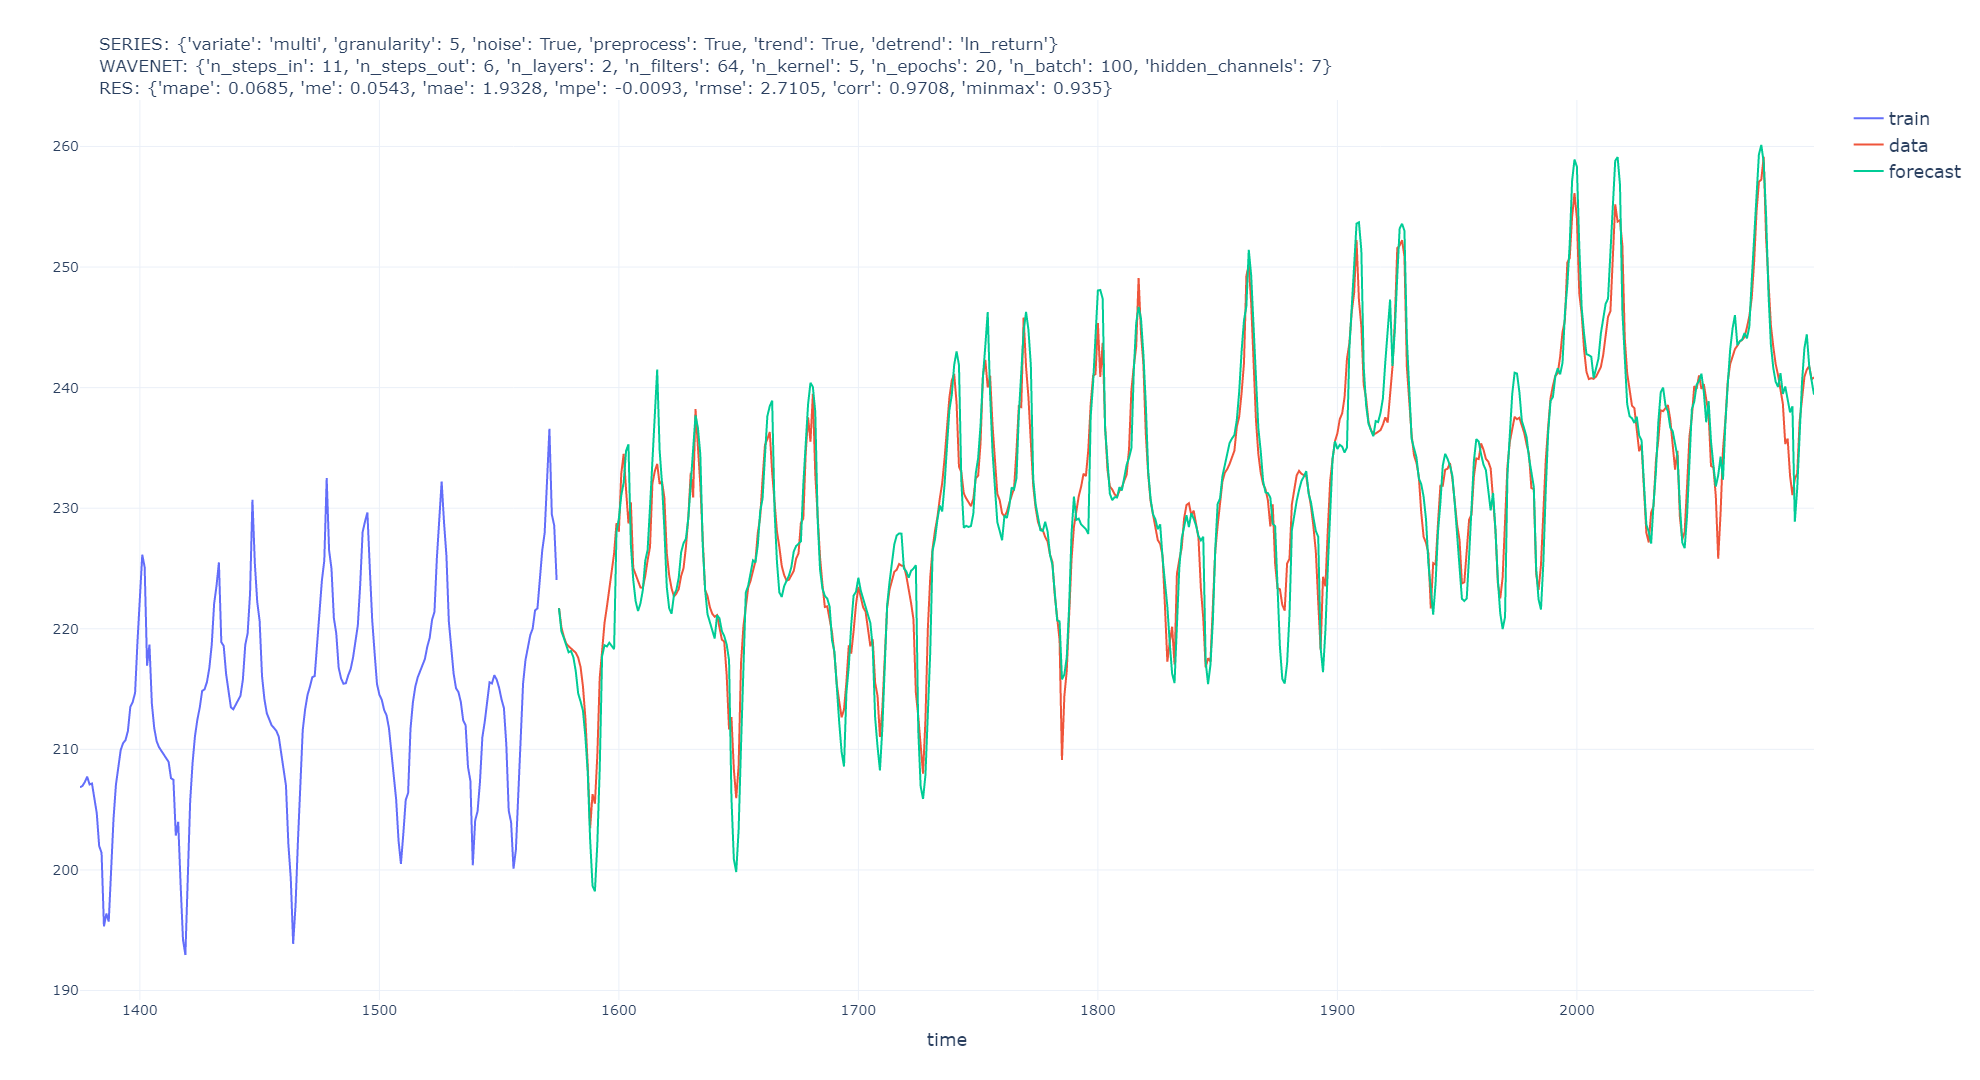 SERIES: {'variate': 'multi', 'granularity': 5, 'noise': True, 'preprocess': True, 'trend': True, 'detrend': 'ln_return'}
WAVENET: {'n_steps_in': 11, 'n_steps_out': 6, 'n_layers': 2, 'n_filters': 64, 'n_kernel': 5, 'n_epochs': 20, 'n_batch': 100, 'hidden_channels': 7}
RES: {'mape': 0.0685, 'me': 0.0543, 'mae': 1.9328, 'mpe': -0.0093, 'rmse': 2.7105, 'corr': 0.9708, 'minmax': 0.935}
train
data
forecast
260
250
240
230
220
210
200
190
1400 1500 1600 1700 1800 1900 2000
time